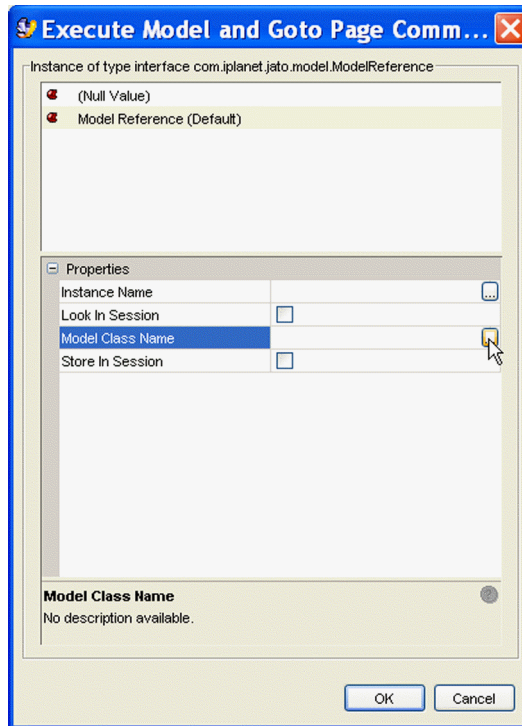 Execute Model and Goto Page Comm...
Instance of type interface com.iplanet.jato.model.ModelReference
(Null Value)
Model Reference (Default)
Properties
Instance Name
...
Look In Session
Model Class Name
Store In Session
Model Class Name
?
No description available.
OK
Cancel